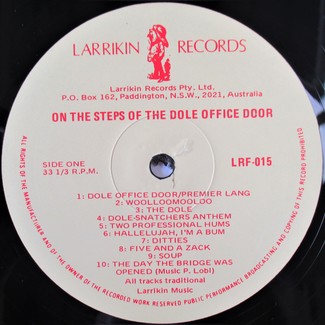 LARRIKIN RECORDS
Larrikin Records Pty. Ltd.
P.O. Box 162, Paddington, N.S.W., 2021, Australia
ON THE STEPS OF THE DOLE OFFICE DOOR
SIDE ONE
33 1/3 R.P.M.
LRF-015
1: DOLE OFFICE DOOR/PREMIER LANG
2: WOOLLOOMOOLOO
3: THE DOLE
4: DOLE-SNATCHERS ANTHEM
5: TWO PROFESSIONAL HUMS
6: HALLELUJAH, I'M A BUM
7: DITTIES
8: FIVE AND A ZACK
9: SOUP
10: THE DAY THE BRIDGE WAS
OPENED (Music P. Lobi)
All tracks traditional
Larrikin Music
ALL RIGHTS OF THE MANUFACTURER AND OF THE OWNER OF THE RECORDED WORK RESERVED PUBLIC PERFORMANCE BROADCASTING AND COPYING OF THIS RECORD PROHIBITED